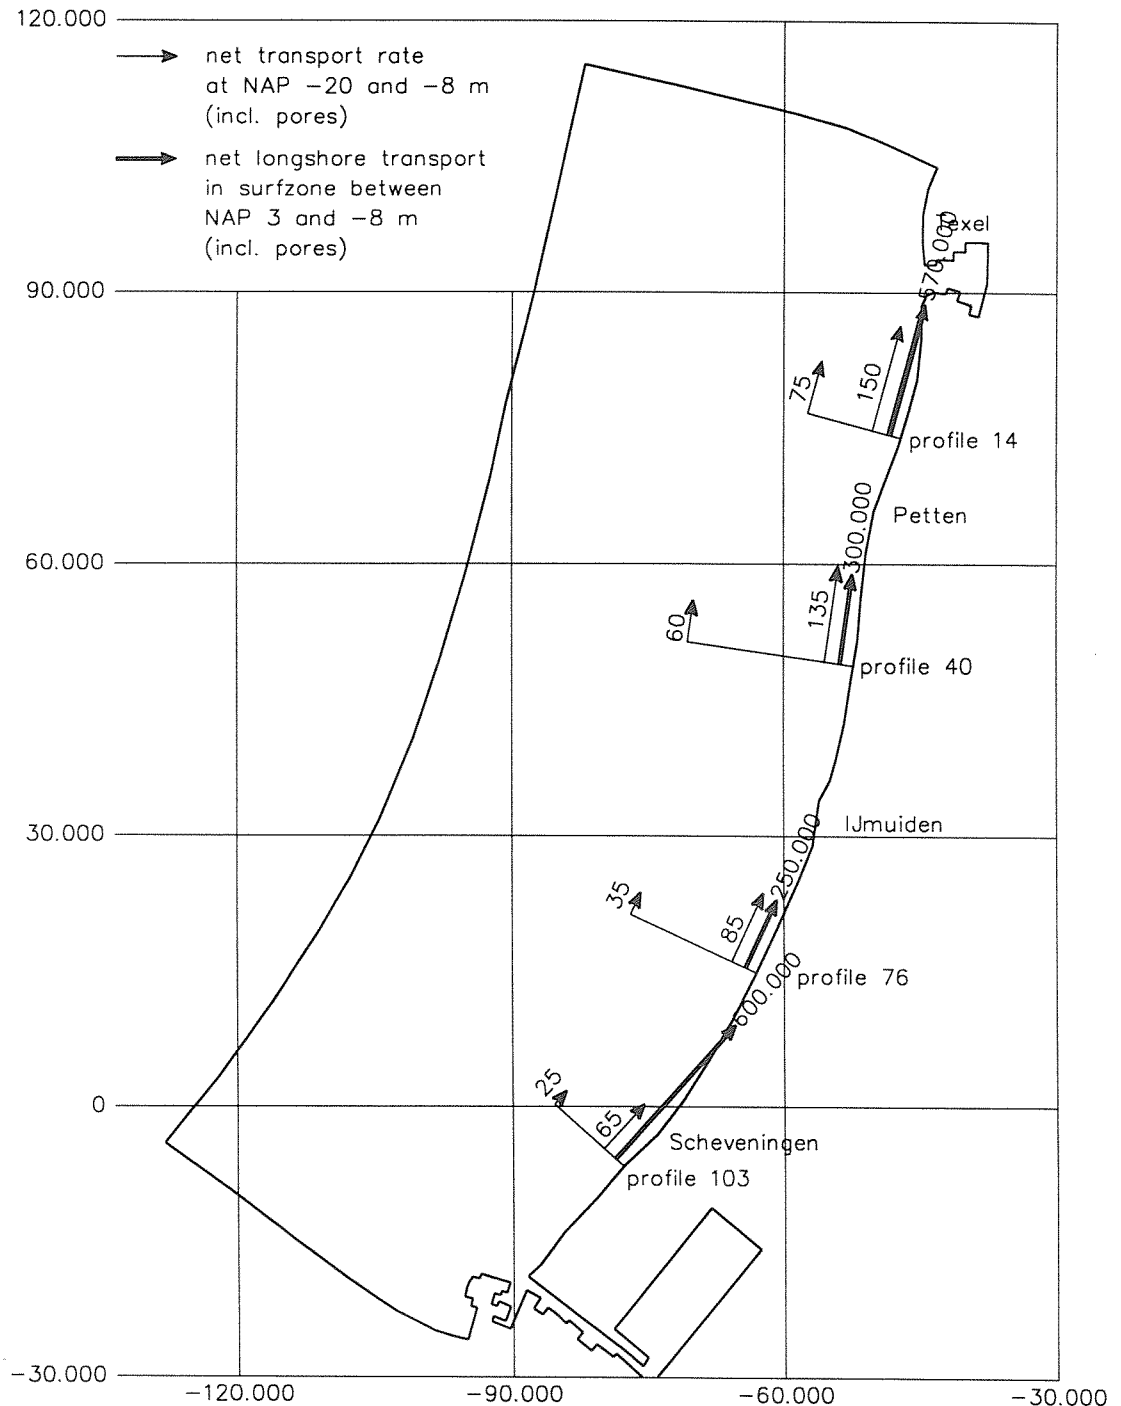 120.000
net transport rate
at NAP −20 and −8 m
(incl. pores)
net longshore transport
in surfzone between
NAP 3 and −8 m
(incl. pores)
Texel
570.000
90.000
75
150
profile 14
Petten
300.000
60.000
135
60
profile 40
IJmuiden
30.000
250.000
35
85
profile 76
600.000
25
0
65
Scheveningen
profile 103
−30.000
−120.000
−90.000
−60.000
−30.000